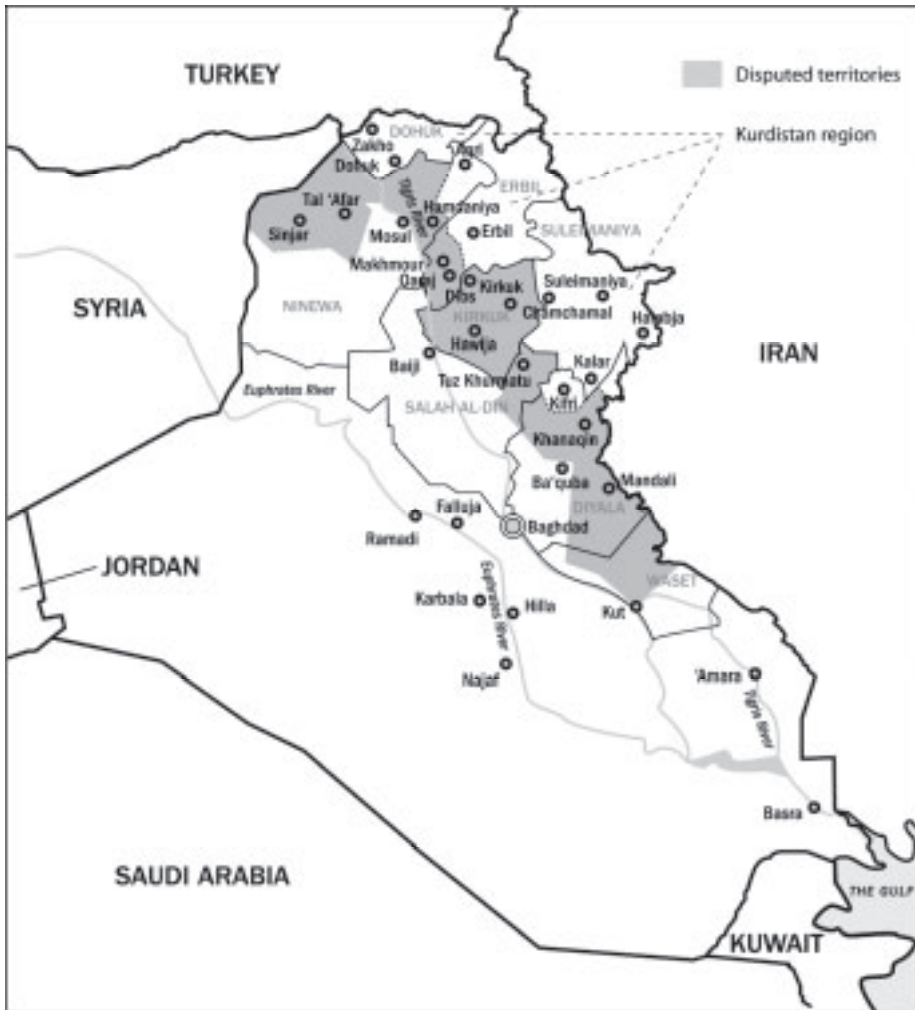 TURKEY
Disputed territories
Kurdistan region
DOHUK
Zakho
Dohuk
Aqri
ERBIL
Tal 'Afar
Tigris River
Hamdaniya
Sinjar
Mosul
Erbil
SULEIMANIYA
Makhmour
Qaraj
Dibs
Kirkuk
Suleimaniya
SYRIA
NINEWA
KIRKUK
Chamchamal
Halabja
Hawija
IRAN
Baiji
Kalar
Tuz Khurmatu
Euphrates River
Kifri
SALAH AL-DIN
Khanaqin
Ba'quba
Mandali
Falluja
DIYALA
Ramadi
Baghdad
JORDAN
WASET
Euphrates River
Karbala
Hilla
Kut
Najaf
'Amara
Tigris River
Basra
SAUDI ARABIA
THE GULF
KUWAIT